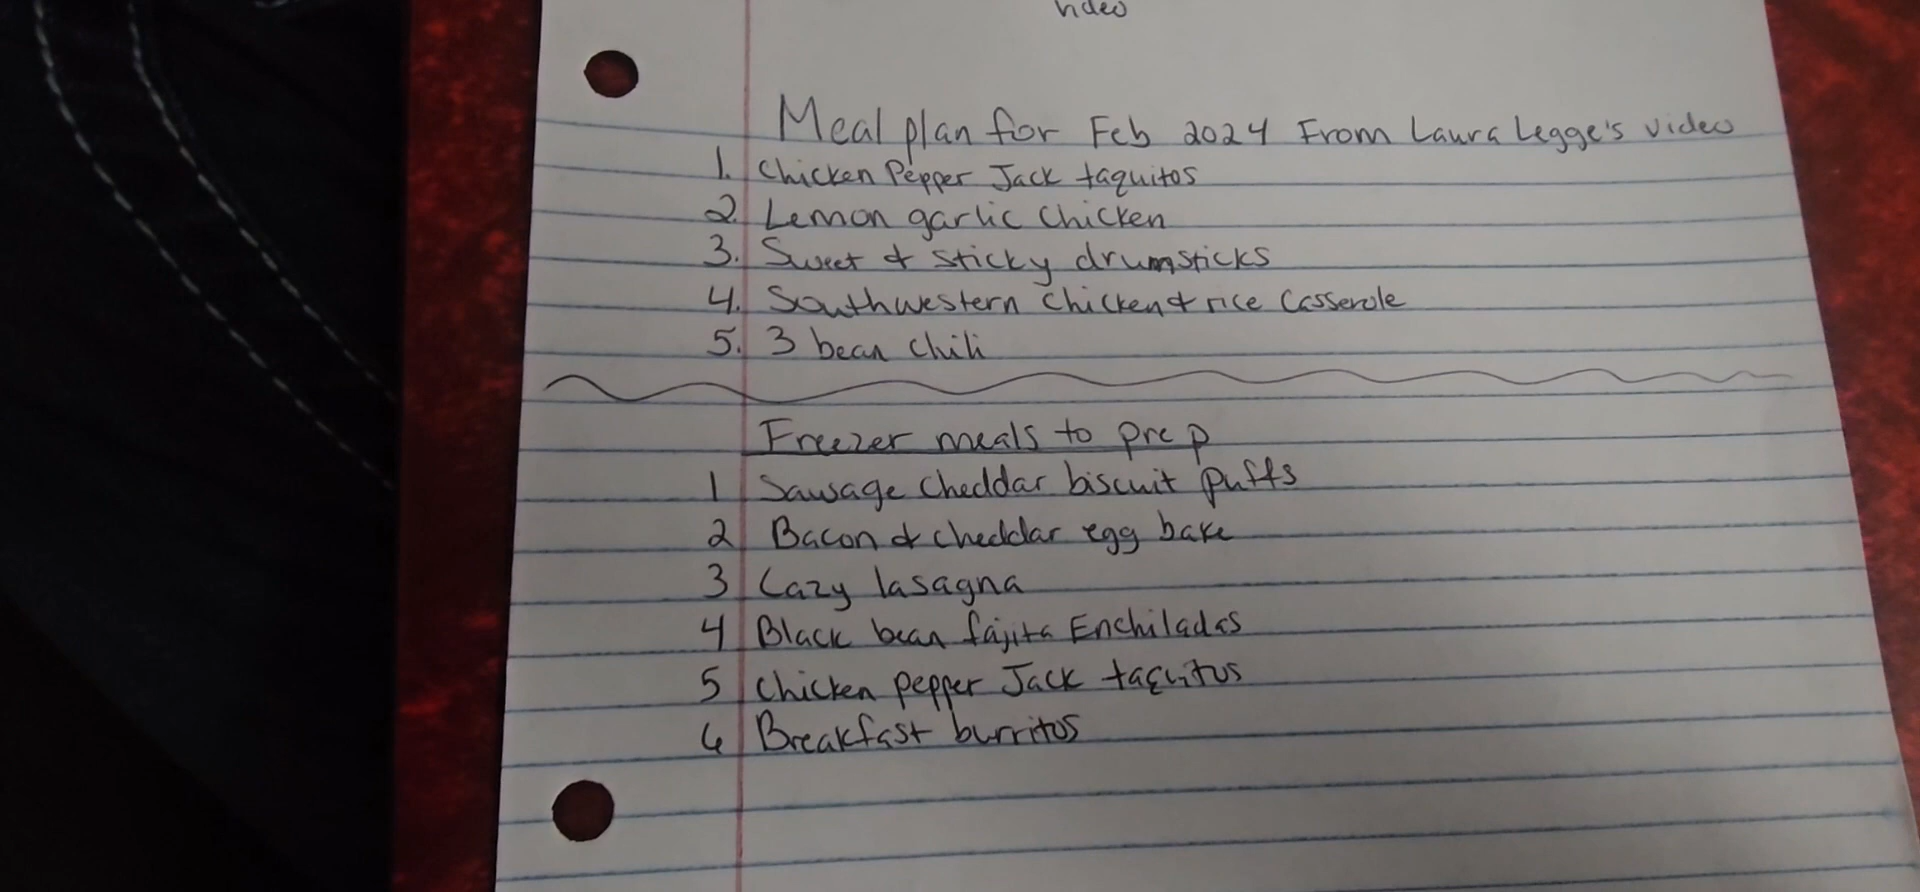 video
Meal plan for Feb 2024 From Laura Legge's video
1. Chicken Pepper Jack taquitos
2. Lemon garlic Chicken
3. Sweet & sticky drumsticks
4. Southwestern Chicken & rice Casserole
5. 3 bean chili
Freezer meals to prep
1 Sausage Cheddar biscuit puffs
2 Bacon & cheddar egg bake
3 Lazy lasagna
4 Black bean fajita Enchiladas
5 Chicken pepper Jack taquitos
6 Breakfast burritos